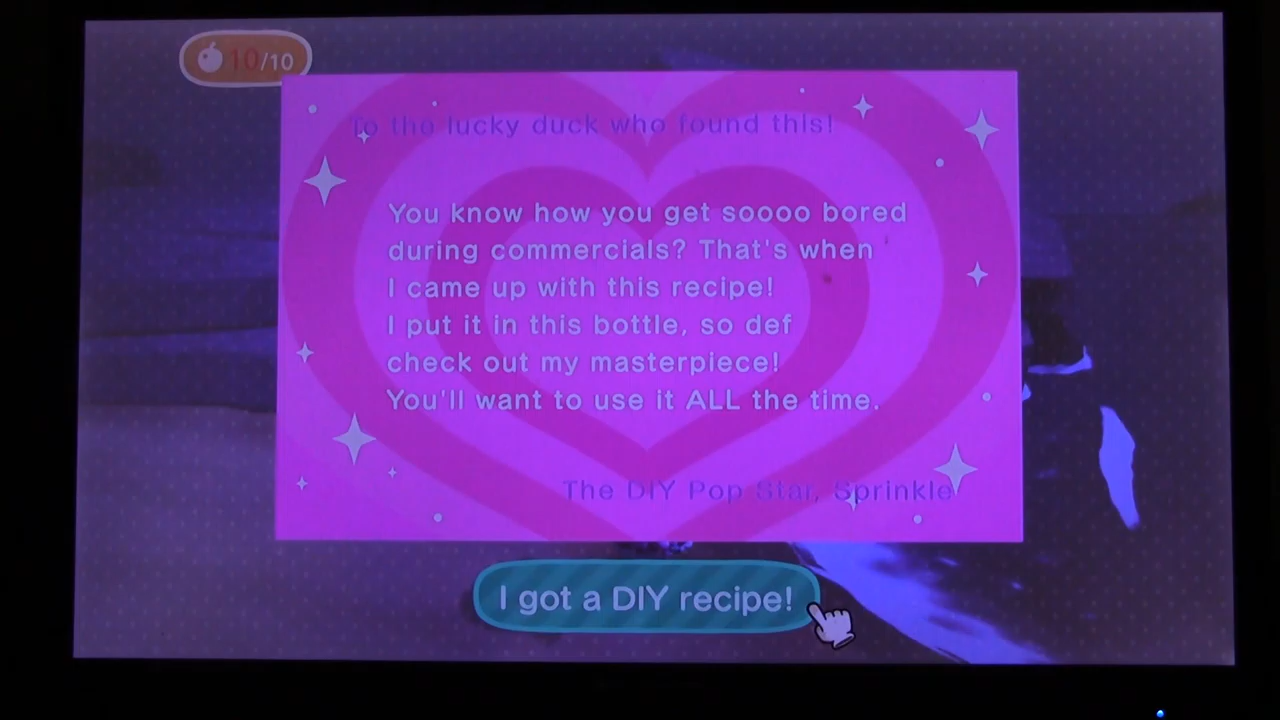 10/10
To the lucky duck who found this!
You know how you get soooo bored
during commercials? That's when
I came up with this recipe!
I put it in this bottle, so def
check out my masterpiece!
You'll want to use it ALL the time.
The DIY Pop Star, Sprinkle
I got a DIY recipe!